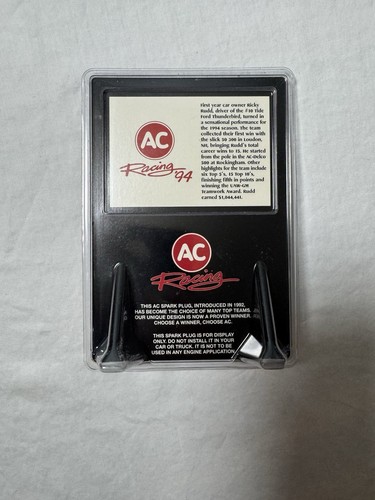 AC
Racing '94
First year car owner Ricky
Rudd, driver of the #10 Tide
Ford Thunderbird, turned in
a sensational performance for
the 1994 season. The team
collected their first win with
the slick 50 300 in Loudon,
NH, bringing Rudd's total
career wins to 15. He started
from the pole in the AC-Delco
500 at Rockingham. Other
highlights for the team include
six Top 5's, 15 Top 10's,
finishing fifth in points and
winning the
Teamwork Award. Rudd
earned $1,044,441.
AC
Racing
THIS AC SPARK PLUG, INTRODUCED IN 1992,
HAS BECOME THE CHOICE OF MANY TOP TEAMS.
OUR UNIQUE DESIGN IS NOW A PROVEN WINNER.
CHOOSE A WINNER, CHOOSE AC.
THIS SPARK PLUG IS FOR DISPLAY
ONLY. DO NOT INSTALL IT IN YOUR
CAR OR TRUCK. IT IS NOT TO BE
USED IN ANY ENGINE APPLICATION